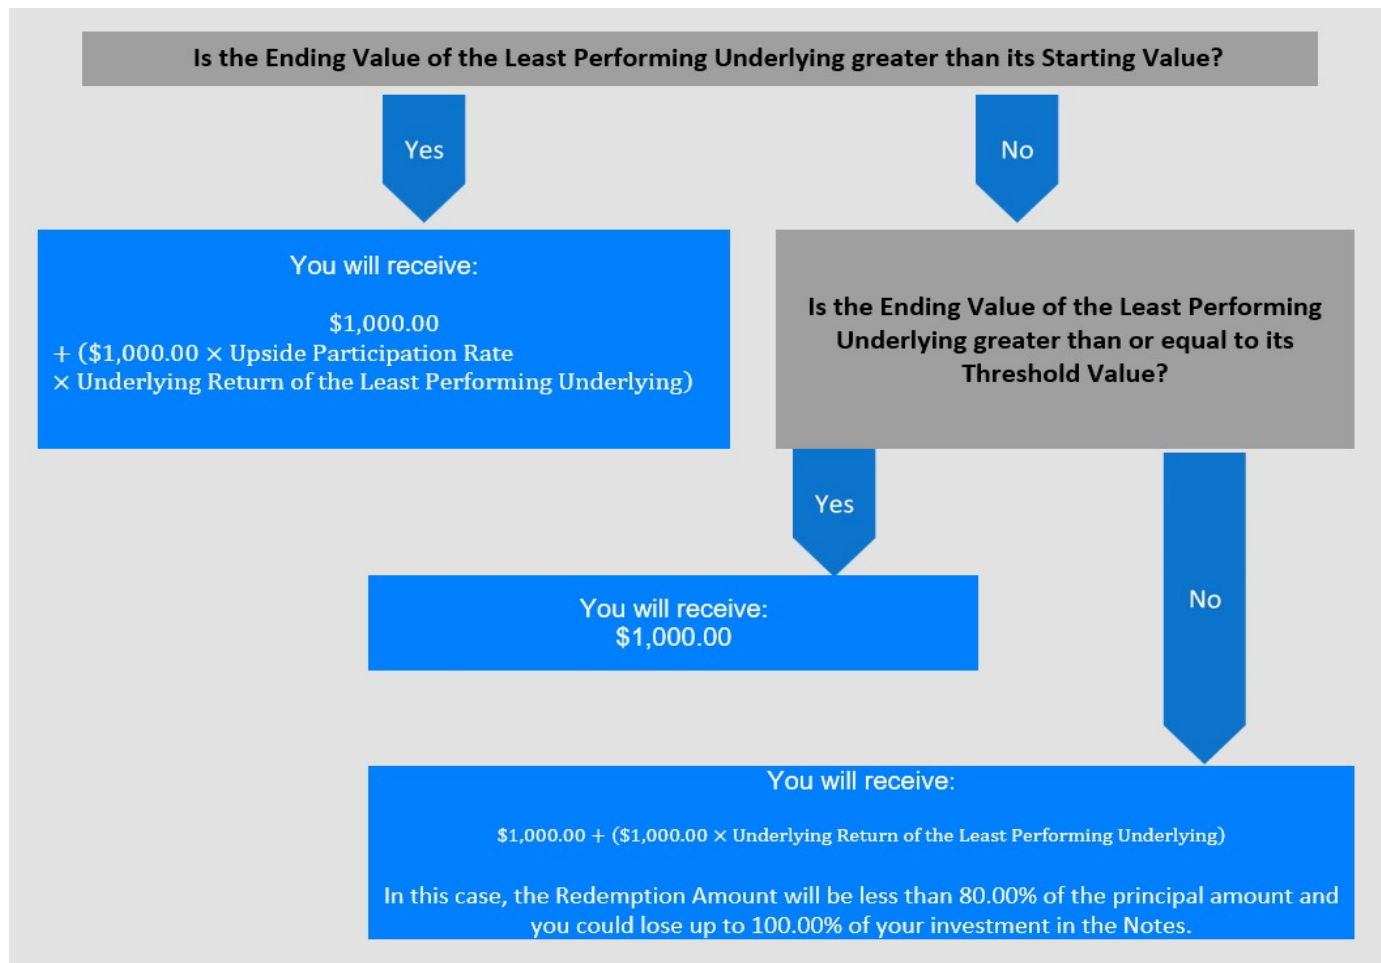 Is the Ending Value of the Least Performing Underlying greater than its Starting Value?
Yes
No
You will receive:
$1,000.00
+ ($1,000.00 × Upside Participation Rate
× Underlying Return of the Least Performing Underlying)
Is the Ending Value of the Least Performing
Underlying greater than or equal to its
Threshold Value?
Yes
No
You will receive:
$1,000.00
You will receive:
$1,000.00 + ($1,000.00 × Underlying Return of the Least Performing Underlying)
In this case, the Redemption Amount will be less than 80.00% of the principal amount and
you could lose up to 100.00% of your investment in the Notes.